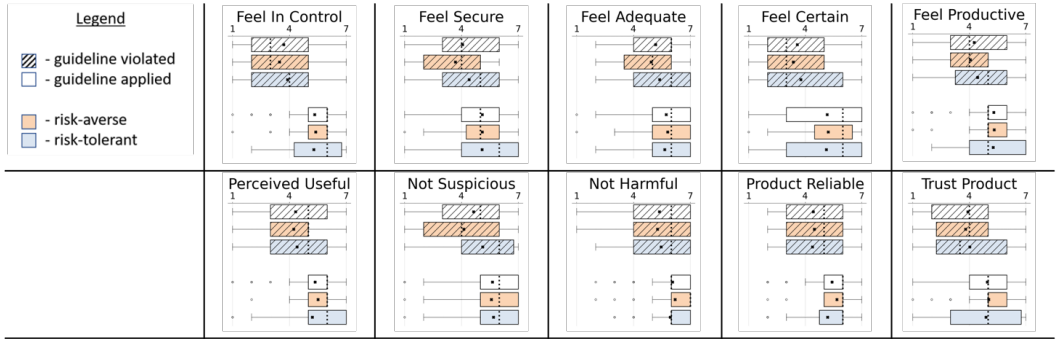 Legend
- guideline violated
- guideline applied
- risk-averse
- risk-tolerant
Feel In Control
1 4 7
Feel Secure
1 4 7
Feel Adequate
1 4 7
Feel Certain
1 4 7
Feel Productive
1 4 7
Perceived Useful
1 4 7
Not Suspicious
1 4 7
Not Harmful
1 4 7
Product Reliable
1 4 7
Trust Product
1 4 7